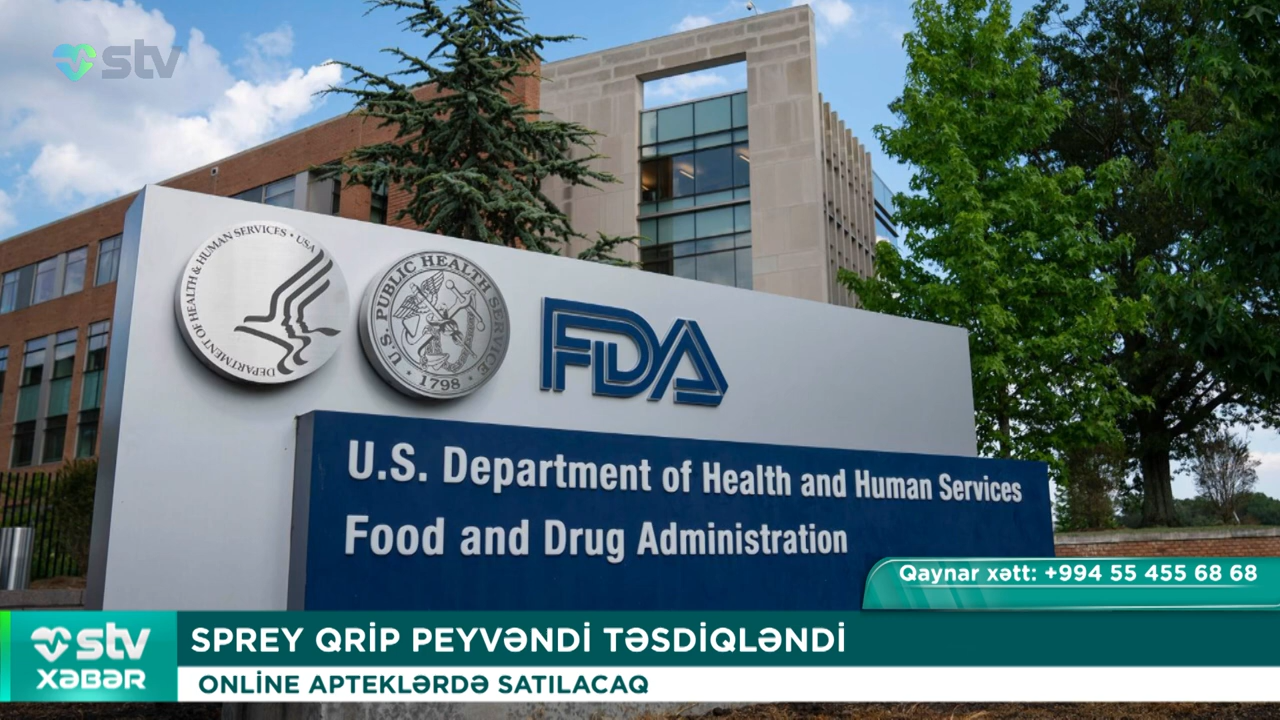 stv
DEPARTMENT OF HEALTH & HUMAN SERVICES • USA
U.S. PUBLIC HEALTH SERVICE
1798
FDA
U.S. Department of Health and Human Services
Food and Drug Administration
Qaynar xətt: +994 55 455 68 68
stv
XƏBƏR
SPREY QRİP PEYVƏNDİ TƏSDİQLƏNDİ
ONLİNE APTEKLƏRDƏ SATILACAQ